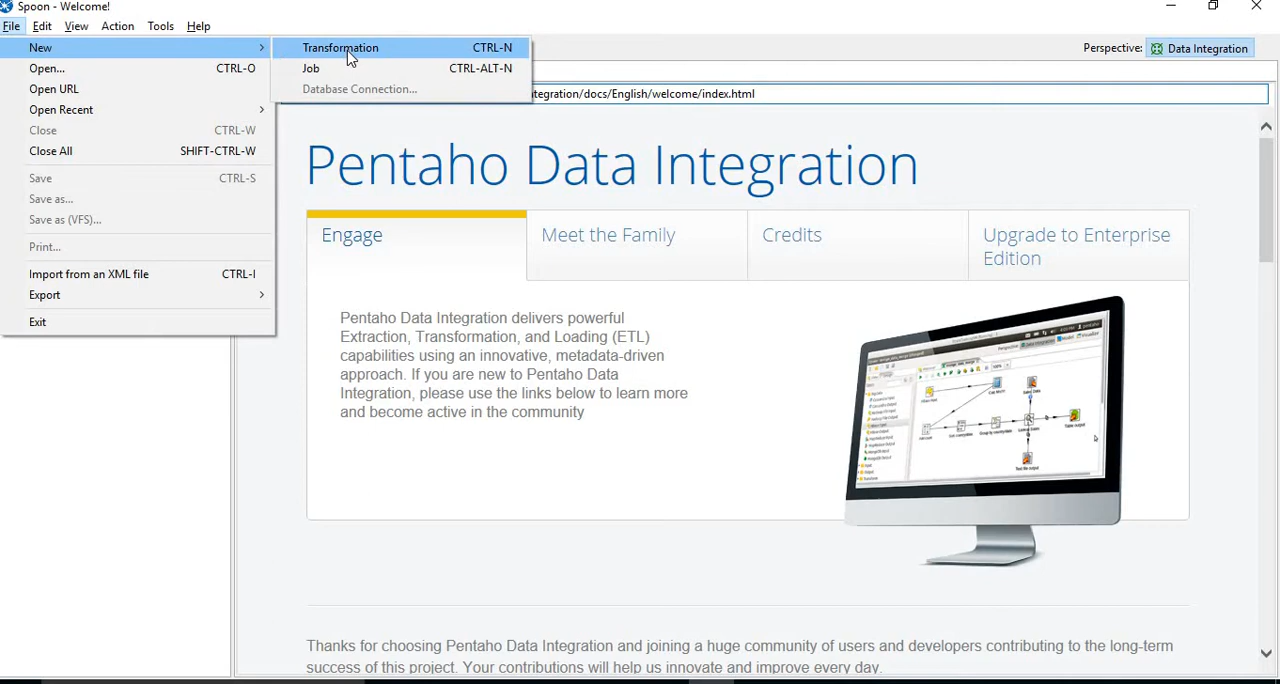 Spoon - Welcome!
File Edit View Action Tools Help
New
Open... CTRL-O
Open URL
Open Recent
Close CTRL-W
Close All SHIFT-CTRL-W
Save CTRL-S
Save as...
Save as (VFS)...
Print...
Import from an XML file CTRL-I
Export
Exit
Transformation CTRL-N
Job CTRL-ALT-N
Database Connection...
Perspective: Data Integration
tegration/docs/English/welcome/index.html
Pentaho Data Integration
Engage
Meet the Family
Credits
Upgrade to Enterprise
Edition
Pentaho Data Integration delivers powerful
Extraction, Transformation, and Loading (ETL)
capabilities using an innovative, metadata-driven
approach. If you are new to Pentaho Data
Integration, please use the links below to learn more
and become active in the community
Thanks for choosing Pentaho Data Integration and joining a huge community of users and developers contributing to the long-term
success of this project. Your contributions will help us innovate and improve every day.